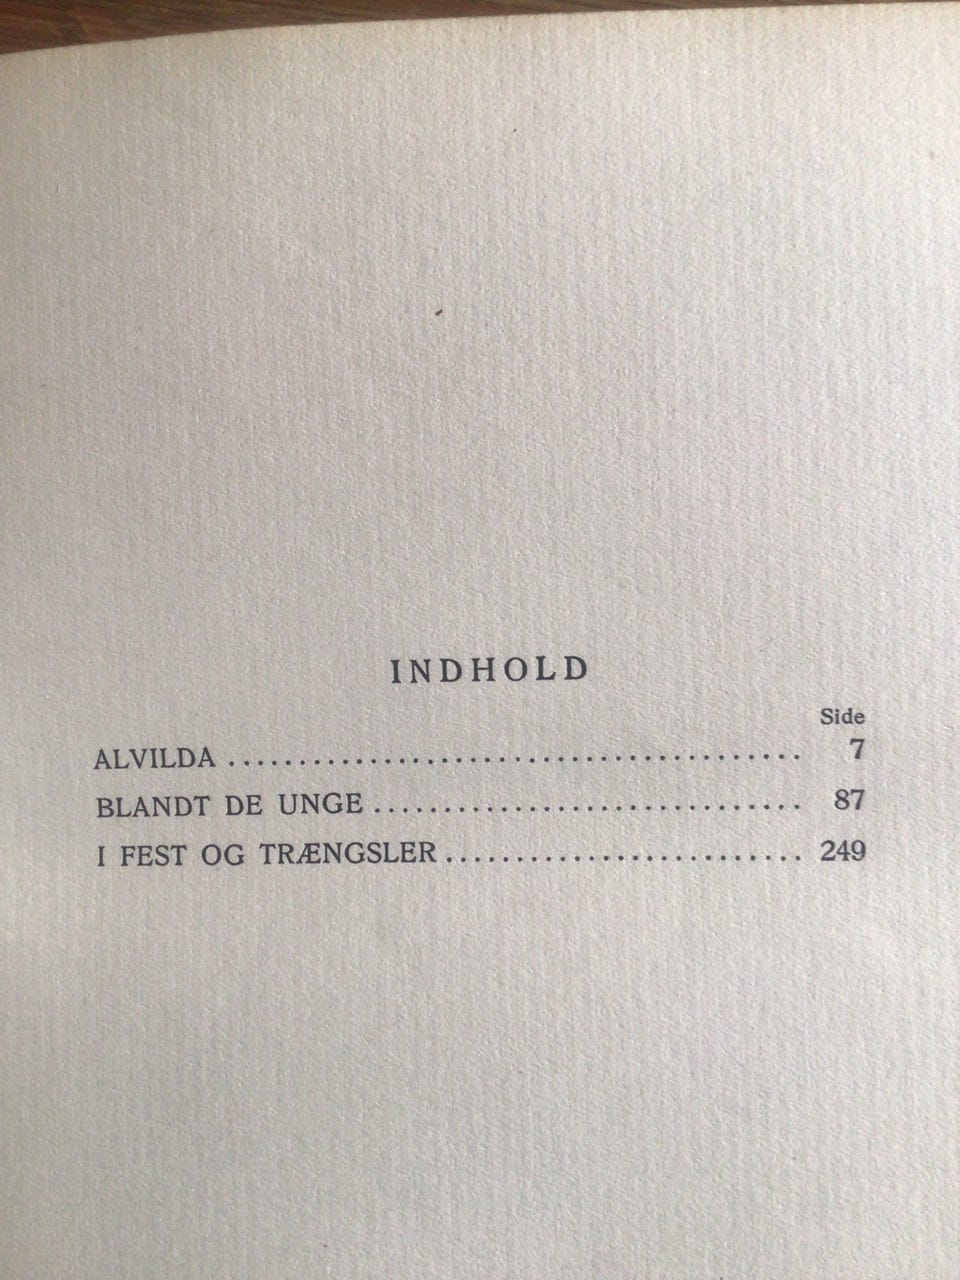 INDHOLD
Side
ALVILDA ........................................ 7
BLANDT DE UNGE .............................. 87
I FEST OG TRÆNGSLER ......................... 249